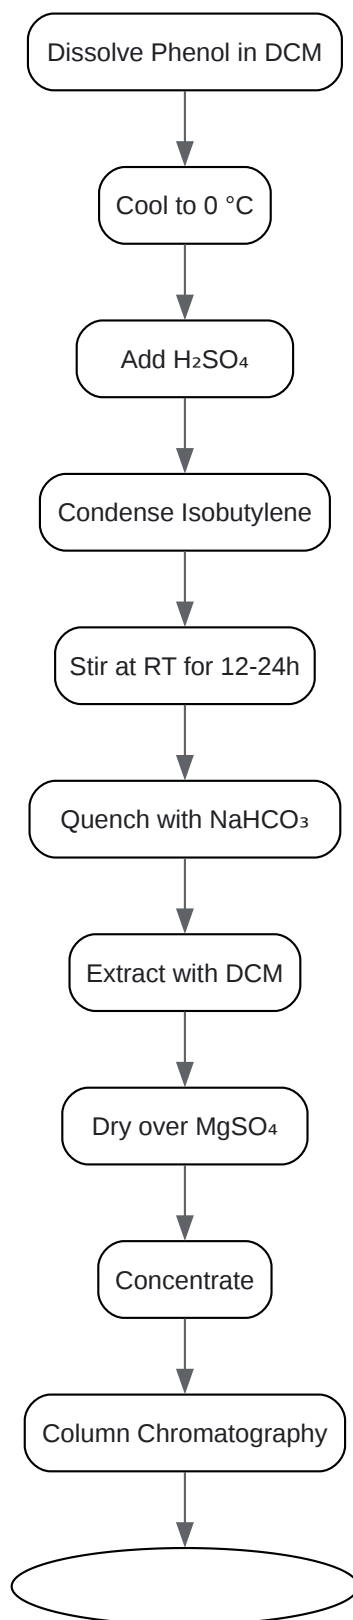 Dissolve Phenol in DCM
Cool to 0 °C
Add H₂SO₄
Condense Isobutylene
Stir at RT for 12-24h
Quench with NaHCO₃
Extract with DCM
Dry over MgSO₄
Concentrate
Column Chromatography